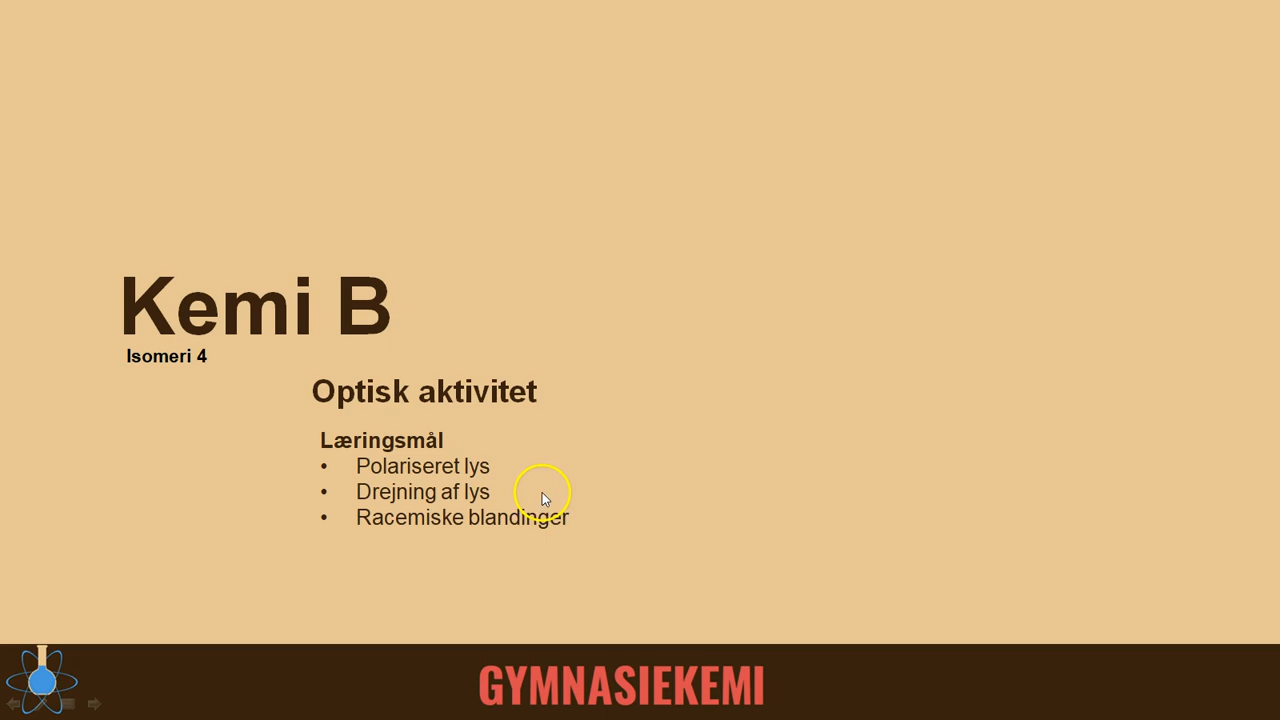 Kemi B
Isomeri 4
Optisk aktivitet
Læringsmål
• Polariseret lys
• Drejning af lys
• Racemiske blandinger
GYMNASIEKEMI